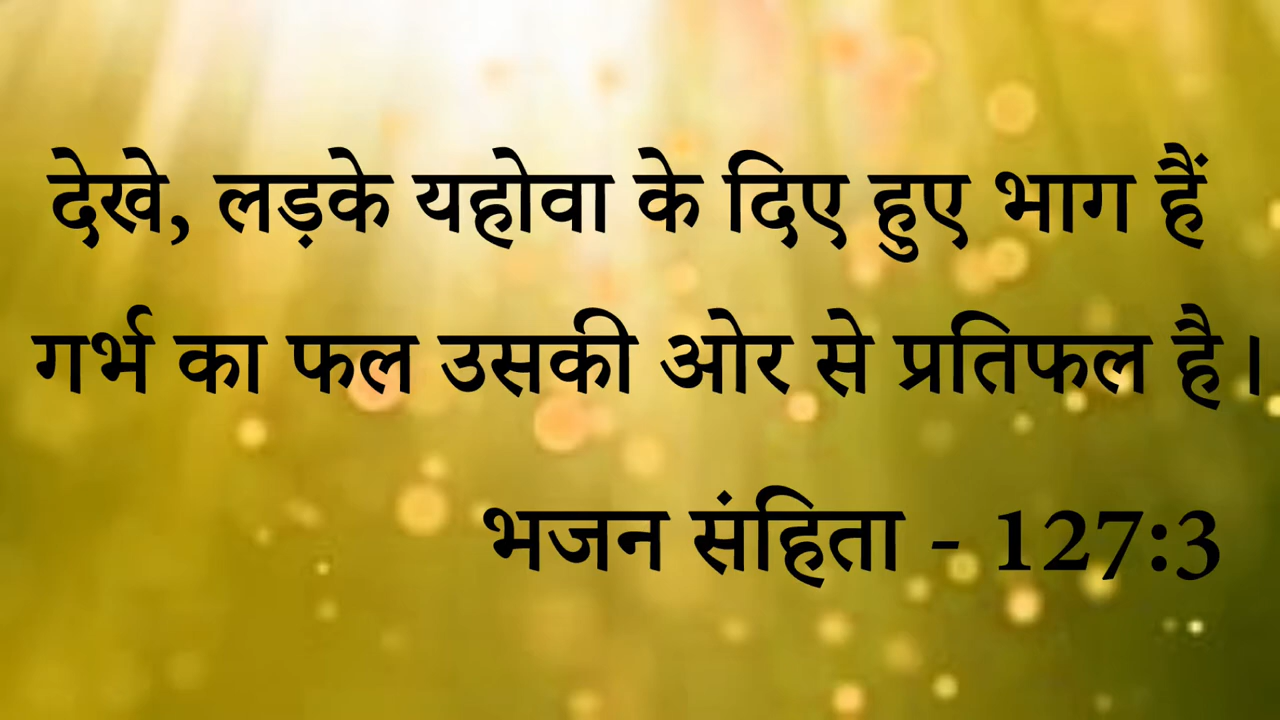 देखे, लड़के यहोवा के दिए हुए भाग हैं
गर्भ का फल उसकी ओर से प्रतिफल है।
भजन संहिता - 127:3